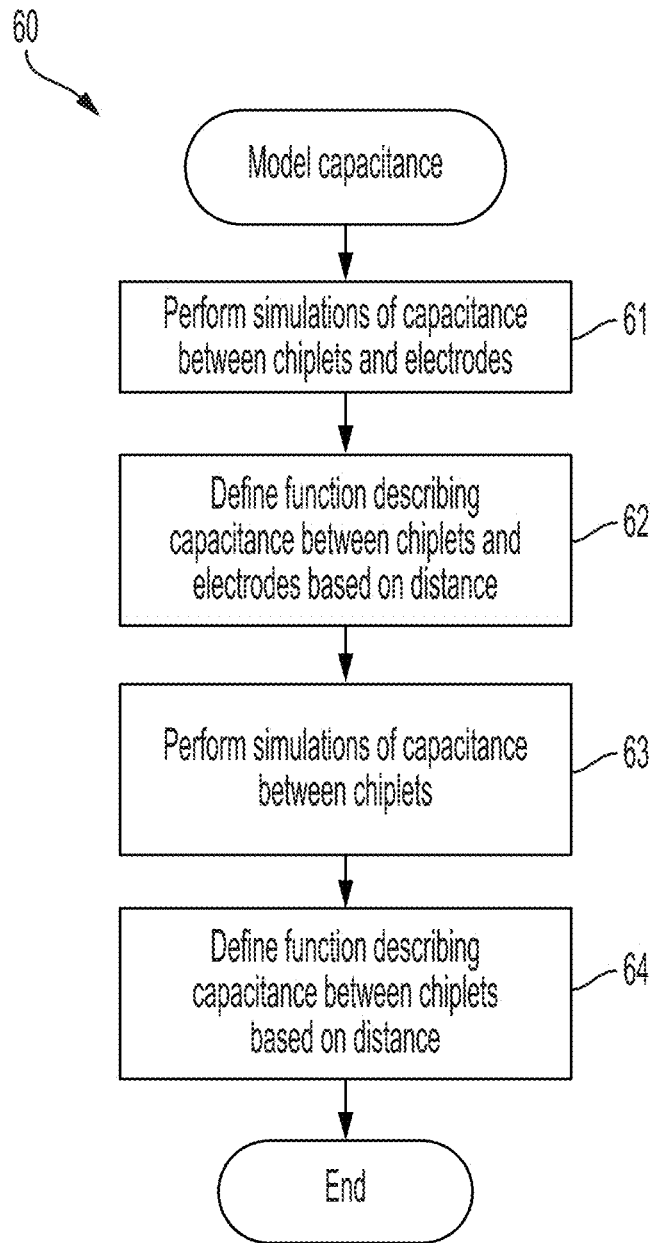 60
Model capacitance
Perform simulations of capacitance
between chiplets and electrodes
61
Define function describing
capacitance between chiplets and
electrodes based on distance
62
Perform simulations of capacitance
between chiplets
63
Define function describing
capacitance between chiplets
based on distance
64
End